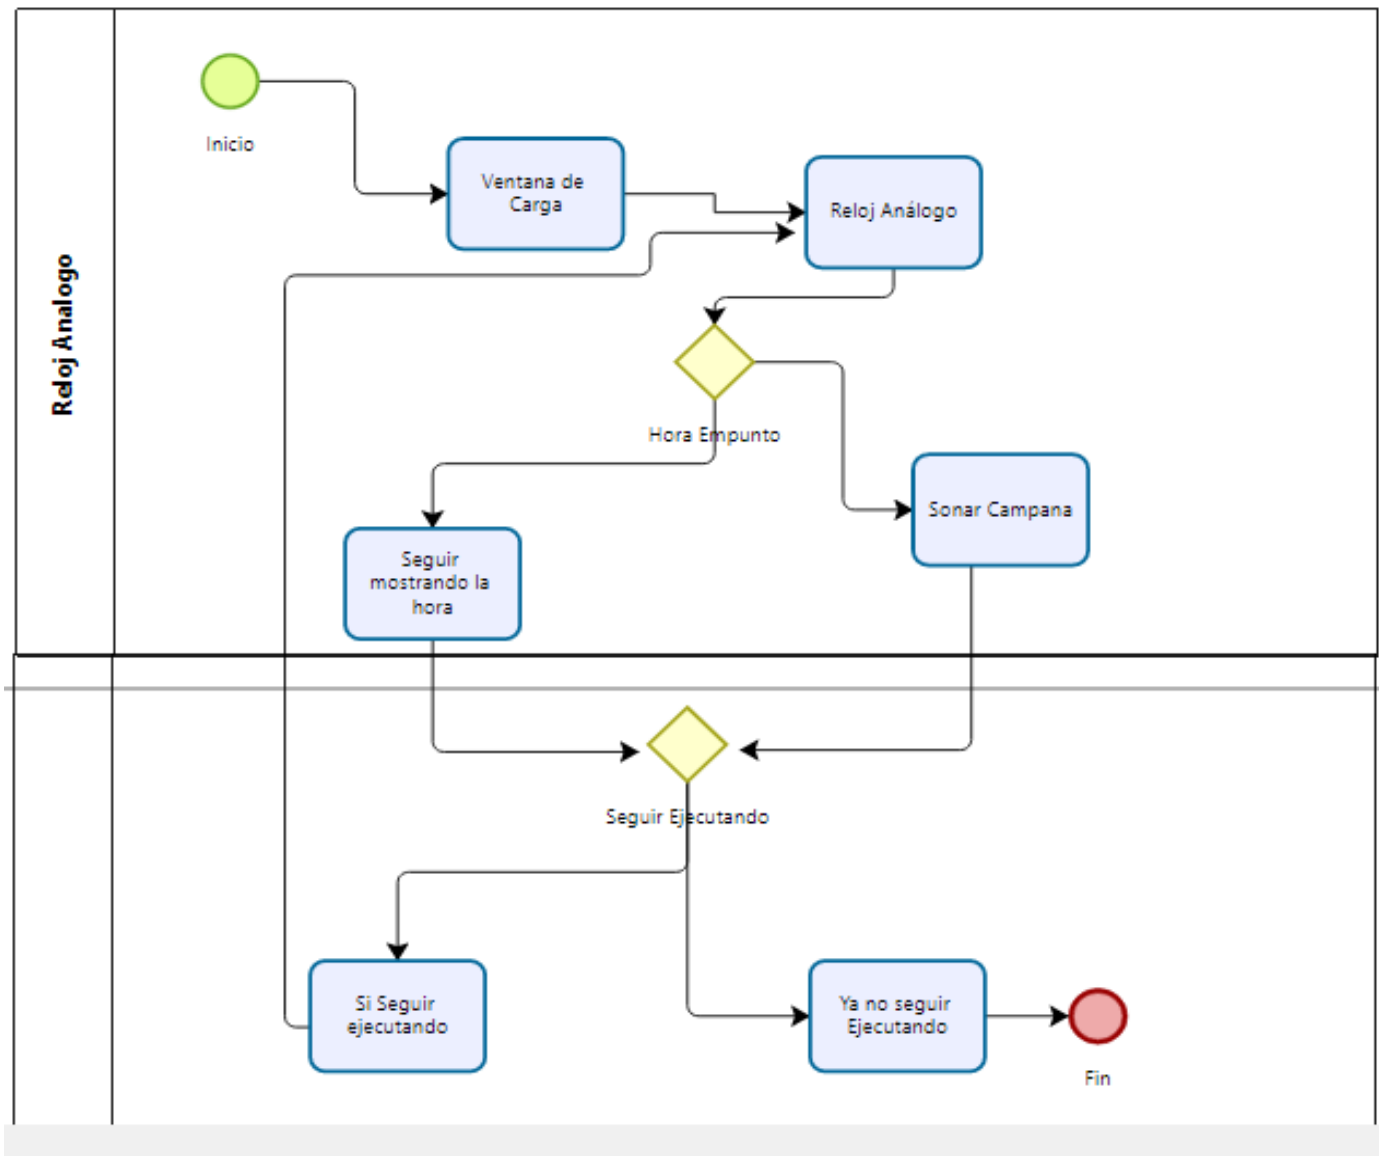 Reloj Analogo
Inicio
Ventana de
Carga
Reloj Análogo
Hora Empunto
Sonar Campana
Seguir
mostrando la
hora
Seguir Ejecutando
Si Seguir
ejecutando
Ya no seguir
Ejecutando
Fin